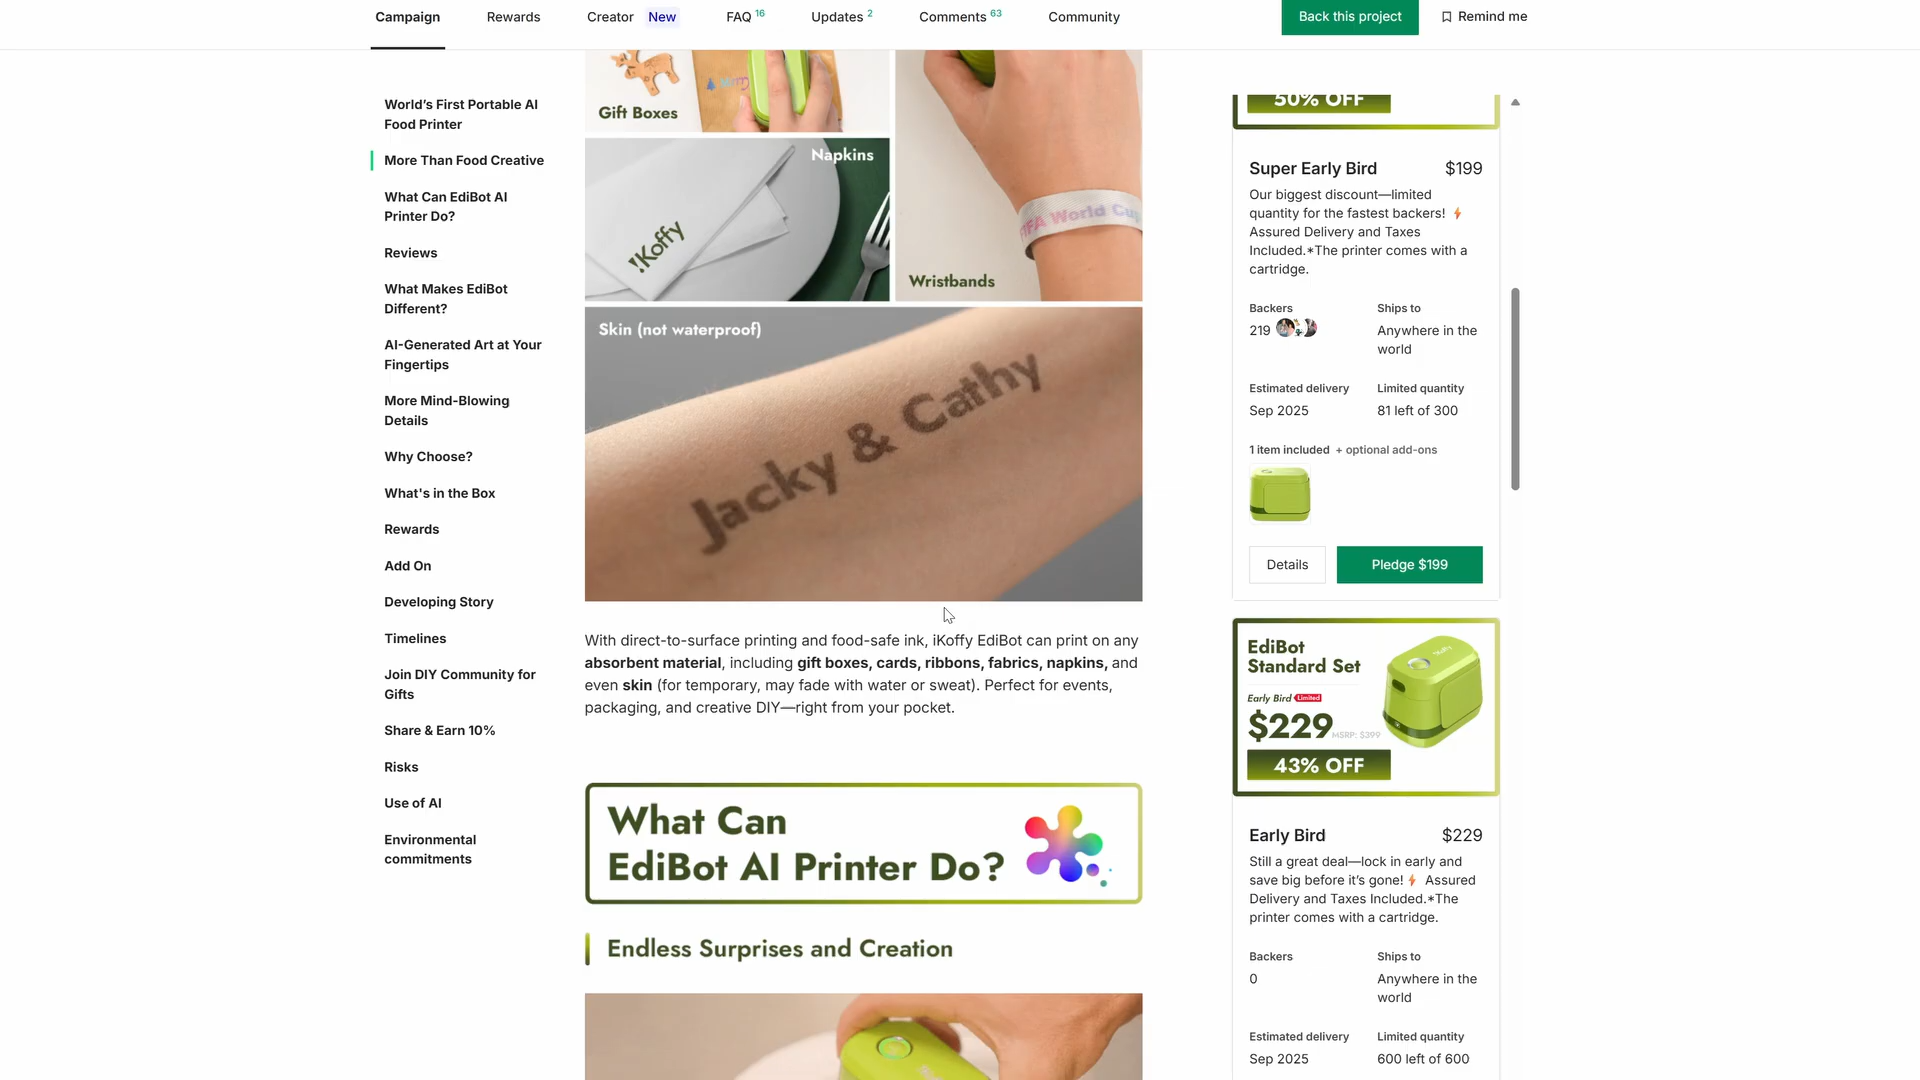 Campaign
Rewards
Creator New
FAQ 16
Updates 2
Comments 63
Community
Back this project
Remind me
World's First Portable AI
Food Printer
More Than Food Creative
What Can EdiBot AI
Printer Do?
Reviews
What Makes EdiBot
Different?
AI-Generated Art at Your
Fingertips
More Mind-Blowing
Details
Why Choose?
What's in the Box
Rewards
Add On
Developing Story
Timelines
Join DIY Community for
Gifts
Share & Earn 10%
Risks
Use of AI
Environmental
commitments
Gift Boxes
Napkins
iKoffy
FIFA World Cup
Wristbands
Skin (not waterproof)
Jacky & Cathy
With direct-to-surface printing and food-safe ink, iKoffy EdiBot can print on any
absorbent material, including gift boxes, cards, ribbons, fabrics, napkins, and
even skin (for temporary, may fade with water or sweat). Perfect for events,
packaging, and creative DIY—right from your pocket.
What Can
EdiBot AI Printer Do?
Endless Surprises and Creation
50% OFF
Super Early Bird $199
Our biggest discount—limited
quantity for the fastest backers! ⚡
Assured Delivery and Taxes
Included.*The printer comes with a
cartridge.
Backers Ships to
219 Anywhere in the
world
Estimated delivery Limited quantity
Sep 2025 81 left of 300
1 item included + optional add-ons
Details Pledge $199
EdiBot
Standard Set
Early Bird Limited
$229 MSRP: $399
43% OFF
Early Bird $229
Still a great deal—lock in early and
save big before it's gone!⚡ Assured
Delivery and Taxes Included.*The
printer comes with a cartridge.
Backers Ships to
0 Anywhere in the
world
Estimated delivery Limited quantity
Sep 2025 600 left of 600